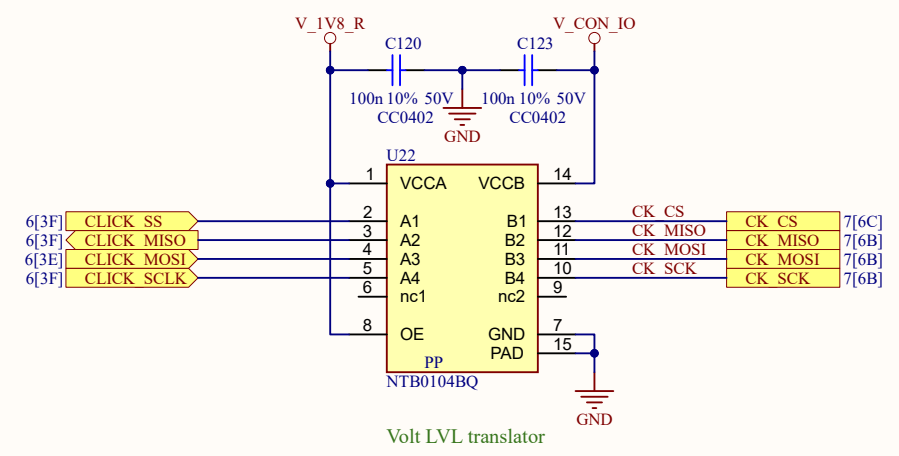 V_1V8_R
V_CON_IO
C120
C123
100n 10% 50V
100n 10% 50V
CC0402
CC0402
GND
U22
1
VCCA
VCCB
14
6[3F]
CLICK_SS
2
A1
B1
13
CK_CS
CK_CS
7[6C]
6[3F]
CLICK_MISO
3
A2
B2
12
CK_MISO
CK_MISO
7[6B]
6[3E]
CLICK_MOSI
4
A3
B3
11
CK_MOSI
CK_MOSI
7[6B]
6[3F]
CLICK_SCLK
5
A4
B4
10
CK_SCK
CK_SCK
7[6B]
6
nc1
nc2
9
8
OE
GND
7
PAD
15
PP
NTB0104BQ
GND
Volt LVL translator